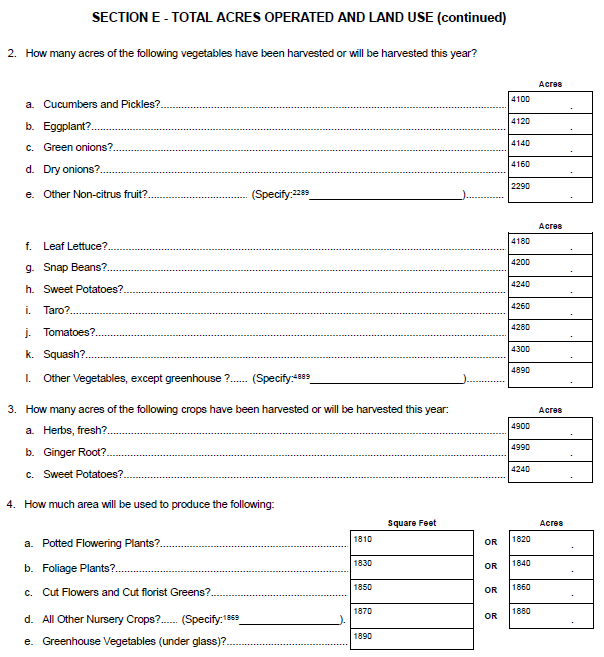 SECTION E - TOTAL ACRES OPERATED AND LAND USE (continued)
2. How many acres of the following vegetables have been harvested or will be harvested this year?
Acres
a. Cucumbers and Pickles? 4100 .
b. Eggplant? 4120 .
c. Green onions? 4140 .
d. Dry onions? 4160 .
e. Other Non-citrus fruit? (Specify:2289 ) 2290 .
Acres
f. Leaf Lettuce? 4180 .
g. Snap Beans? 4200 .
h. Sweet Potatoes? 4240 .
i. Taro? 4260 .
j. Tomatoes? 4280 .
k. Squash? 4300 .
l. Other Vegetables, except greenhouse ? (Specify:4889 ) 4890 .
3. How many acres of the following crops have been harvested or will be harvested this year: Acres
a. Herbs, fresh? 4900 .
b. Ginger Root? 4990 .
c. Sweet Potatoes? 4240 .
4. How much area will be used to produce the following:
Square Feet Acres
a. Potted Flowering Plants? 1810 OR 1820 .
b. Foliage Plants? 1830 OR 1840 .
c. Cut Flowers and Cut florist Greens? 1850 OR 1860 .
d. All Other Nursery Crops? (Specify:1869 ). 1870 OR 1880 .
e. Greenhouse Vegetables (under glass)? 1890